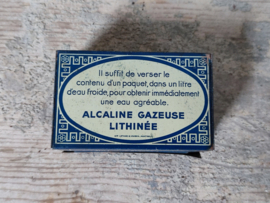 Il suffit de verser le
contenu d'un paquet, dans un litre
d'eau froide, pour obtenir immédiatement
une eau agréable.
ALCALINE GAZEUSE
LITHINÉE